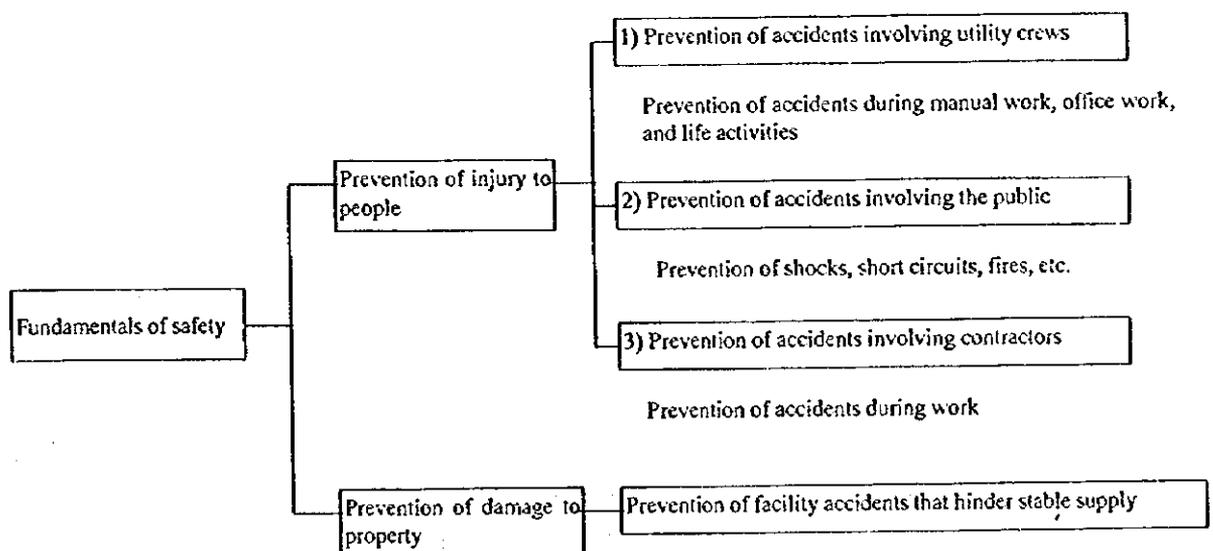 1) Prevention of accidents involving utility crews
Prevention of accidents during manual work, office work,
and life activities
Prevention of injury to
people
2) Prevention of accidents involving the public
Prevention of shocks, short circuits, fires, etc.
Fundamentals of safety
3) Prevention of accidents involving contractors
Prevention of accidents during work
Prevention of damage to
property
Prevention of facility accidents that hinder stable supply